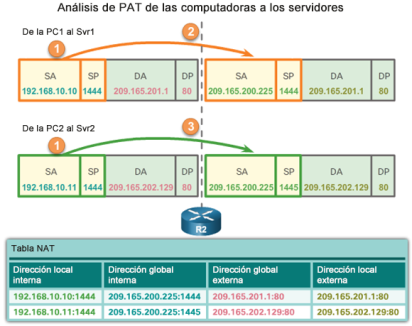 Análisis de PAT de las computadoras a los servidores
De la PC1 al Svr1
1 2
SA SP DA DP SA SP DA DP
192.168.10.10 1444 209.165.201.1 80 209.165.200.225 1444 209.165.201.1 80
De la PC2 al Svr2
1 3
SA SP DA DP SA SP DA DP
192.168.10.11 1444 209.165.202.129 80 209.165.200.225 1445 209.165.202.129 80
R2
Tabla NAT
Dirección local interna Dirección global interna Dirección global externa Dirección local externa
192.168.10.10:1444 209.165.200.225:1444 209.165.201.1:80 209.165.201.1:80
192.168.10.11:1444 209.165.200.225:1445 209.165.202.129:80 209.165.202.129:80